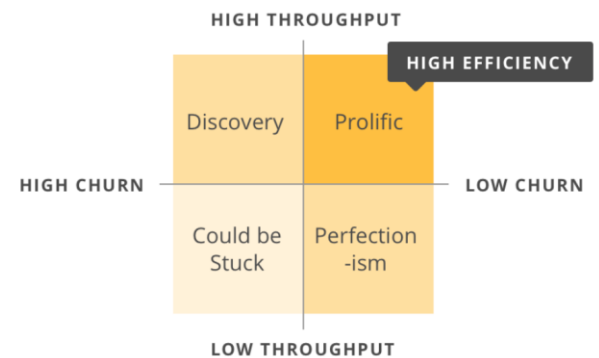 HIGH THROUGHPUT
HIGH EFFICIENCY
Discovery
Prolific
HIGH CHURN
LOW CHURN
Could be
Stuck
Perfection
-ism
LOW THROUGHPUT